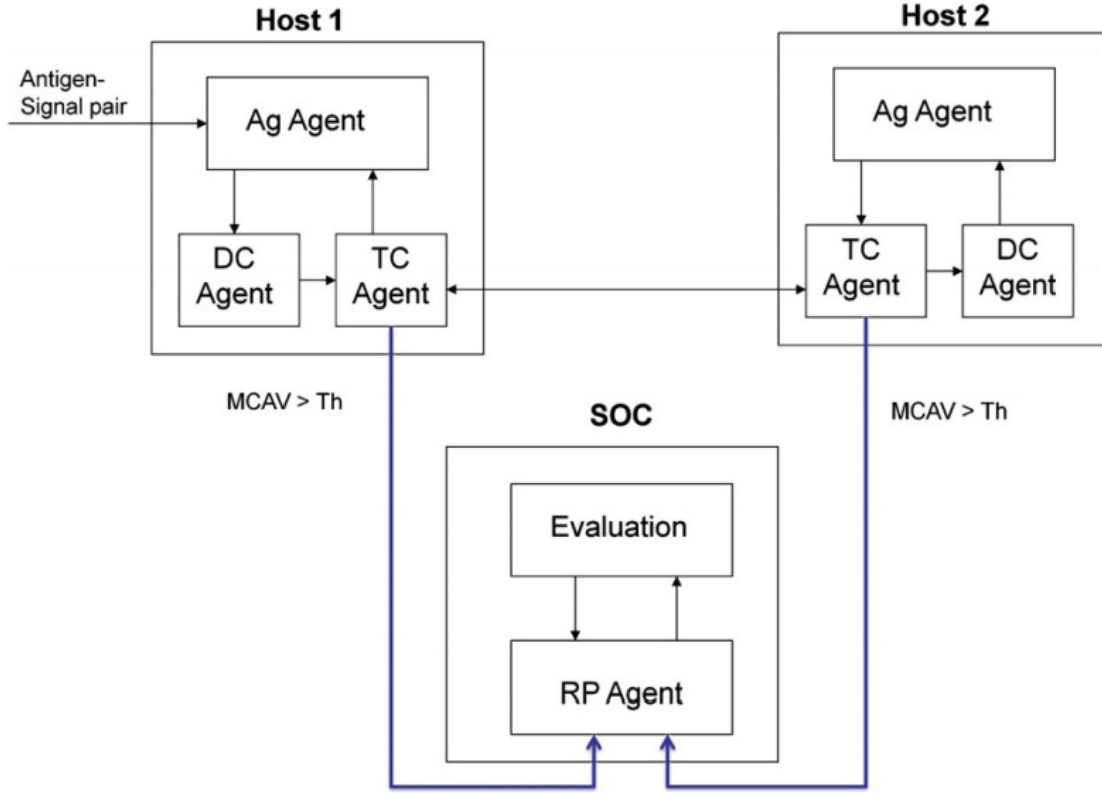 Host 1
Host 2
Antigen-
Signal pair
Ag Agent
Ag Agent
DC
Agent
TC
Agent
TC
Agent
DC
Agent
MCAV > Th
MCAV > Th
SOC
Evaluation
RP Agent